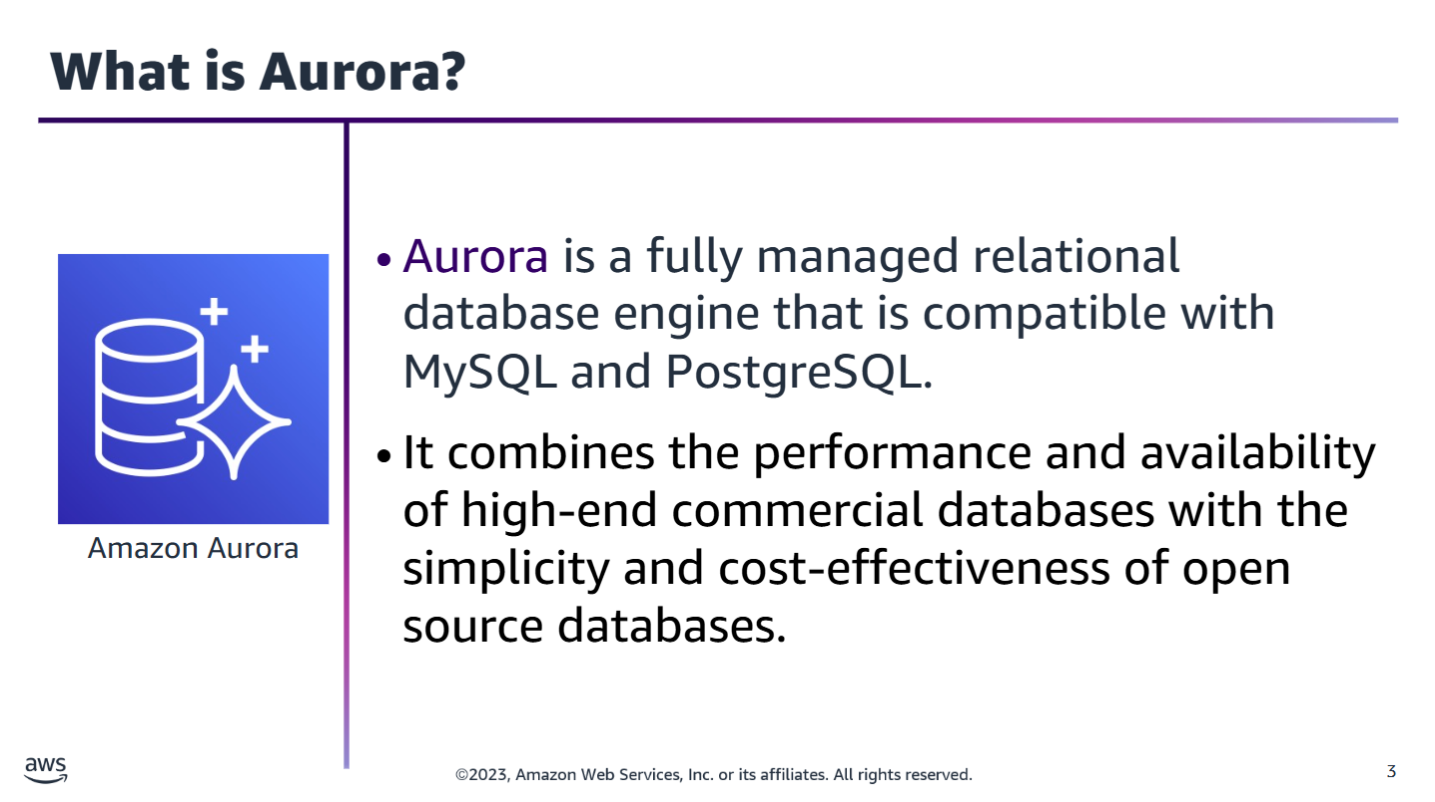 What is Aurora?
• Aurora is a fully managed relational
database engine that is compatible with
MySQL and PostgreSQL.
• It combines the performance and availability
of high-end commercial databases with the
simplicity and cost-effectiveness of open
source databases.
Amazon Aurora
aws
©2023, Amazon Web Services, Inc. or its affiliates. All rights reserved.
3